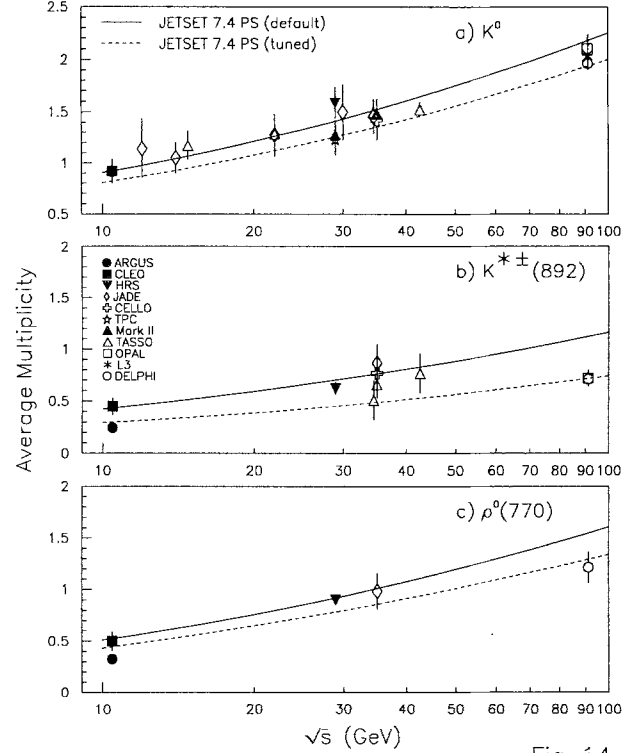 JETSET 7.4 PS (default)
JETSET 7.4 PS (tuned)
a) K⁰
2.5
2
1.5
1
0.5
10
20
30
40
50
60
70
80
90
100
b) K*±(892)
ARGUS
CLEO
HRS
JADE
CELLO
TPC
Mark II
TASSO
OPAL
L3
DELPHI
2
1.5
1
0.5
0
10
20
30
40
50
60
70
80
90
100
Average Multiplicity
c) ρ⁰(770)
2
1.5
1
0.5
0
10
20
30
40
50
60
70
80
90
100
√s (GeV)